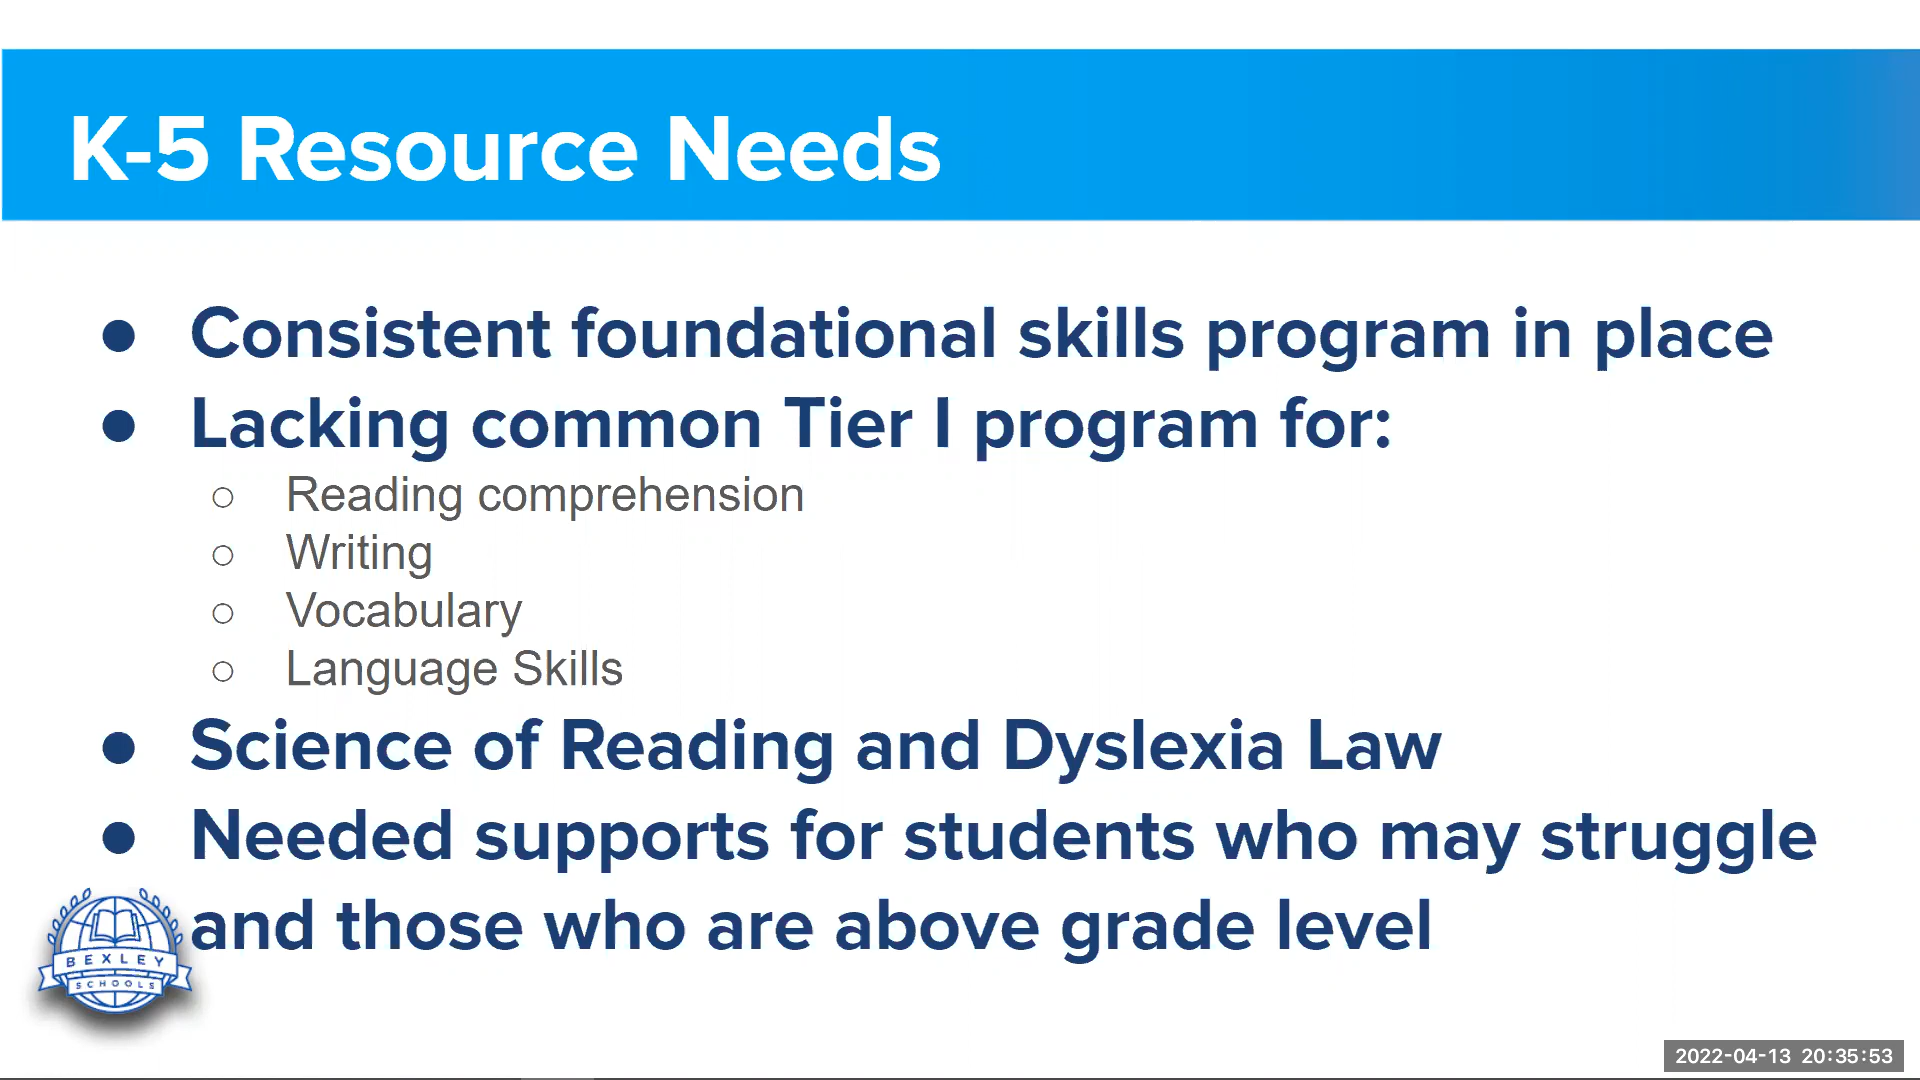 K-5 Resource Needs
● Consistent foundational skills program in place
● Lacking common Tier I program for:
○ Reading comprehension
○ Writing
○ Vocabulary
○ Language Skills
● Science of Reading and Dyslexia Law
● Needed supports for students who may struggle
and those who are above grade level
BEXLEY
SCHOOLS
2022-04-13 20:35:53